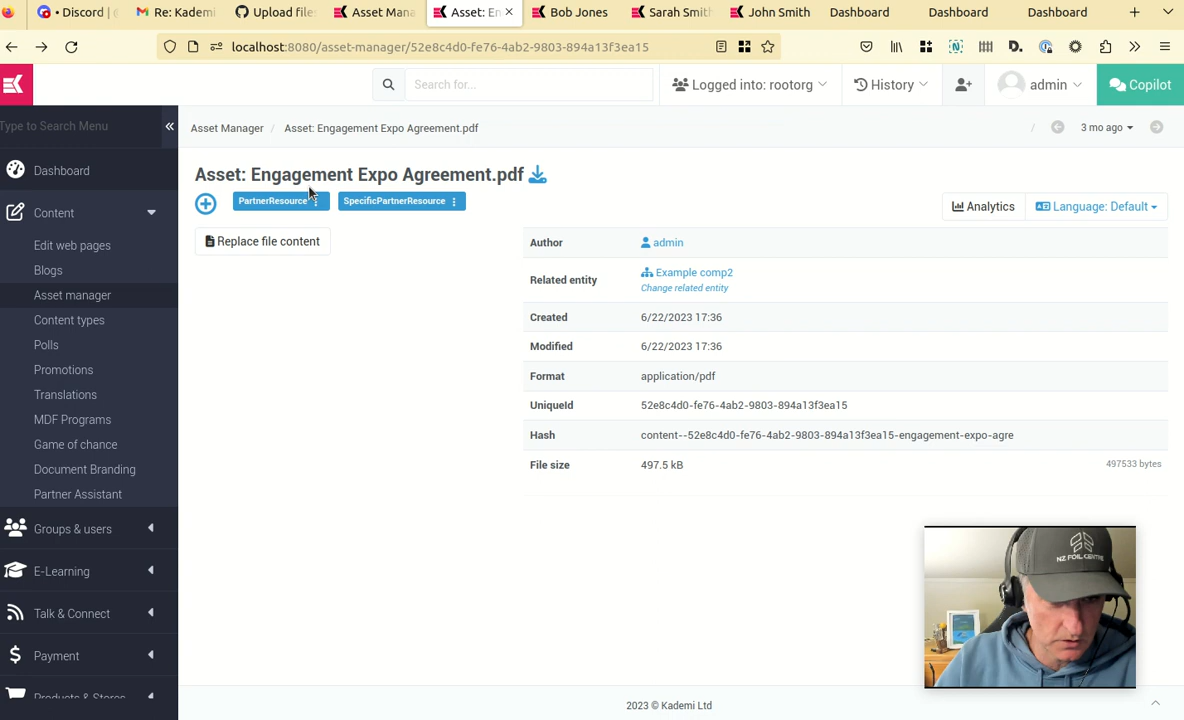 Discord
Re: Kademi
Upload file
Asset Mana
Asset: En
Bob Jones
Sarah Smith
John Smith
Dashboard
Dashboard
Dashboard
localhost:8080/asset-manager/52e8c4d0-fe76-4ab2-9803-894a13f3ea15
Search for...
Logged into: rootorg
History
admin
Copilot
Type to Search Menu
Asset Manager / Asset: Engagement Expo Agreement.pdf
/
3 mo ago
Dashboard
Content
Edit web pages
Blogs
Asset manager
Content types
Polls
Promotions
Translations
MDF Programs
Game of chance
Document Branding
Partner Assistant
Groups & users
E-Learning
Talk & Connect
Payment
Products & Stores
Asset: Engagement Expo Agreement.pdf
PartnerResource
SpecificPartnerResource
Analytics
Language: Default
Replace file content
Author admin
Related entity Example comp2
Change related entity
Created 6/22/2023 17:36
Modified 6/22/2023 17:36
Format application/pdf
UniqueId 52e8c4d0-fe76-4ab2-9803-894a13f3ea15
Hash content--52e8c4d0-fe76-4ab2-9803-894a13f3ea15-engagement-expo-agre
File size 497.5 kB 497533 bytes
NZ FOIL CENTRE
2023 © Kademi Ltd